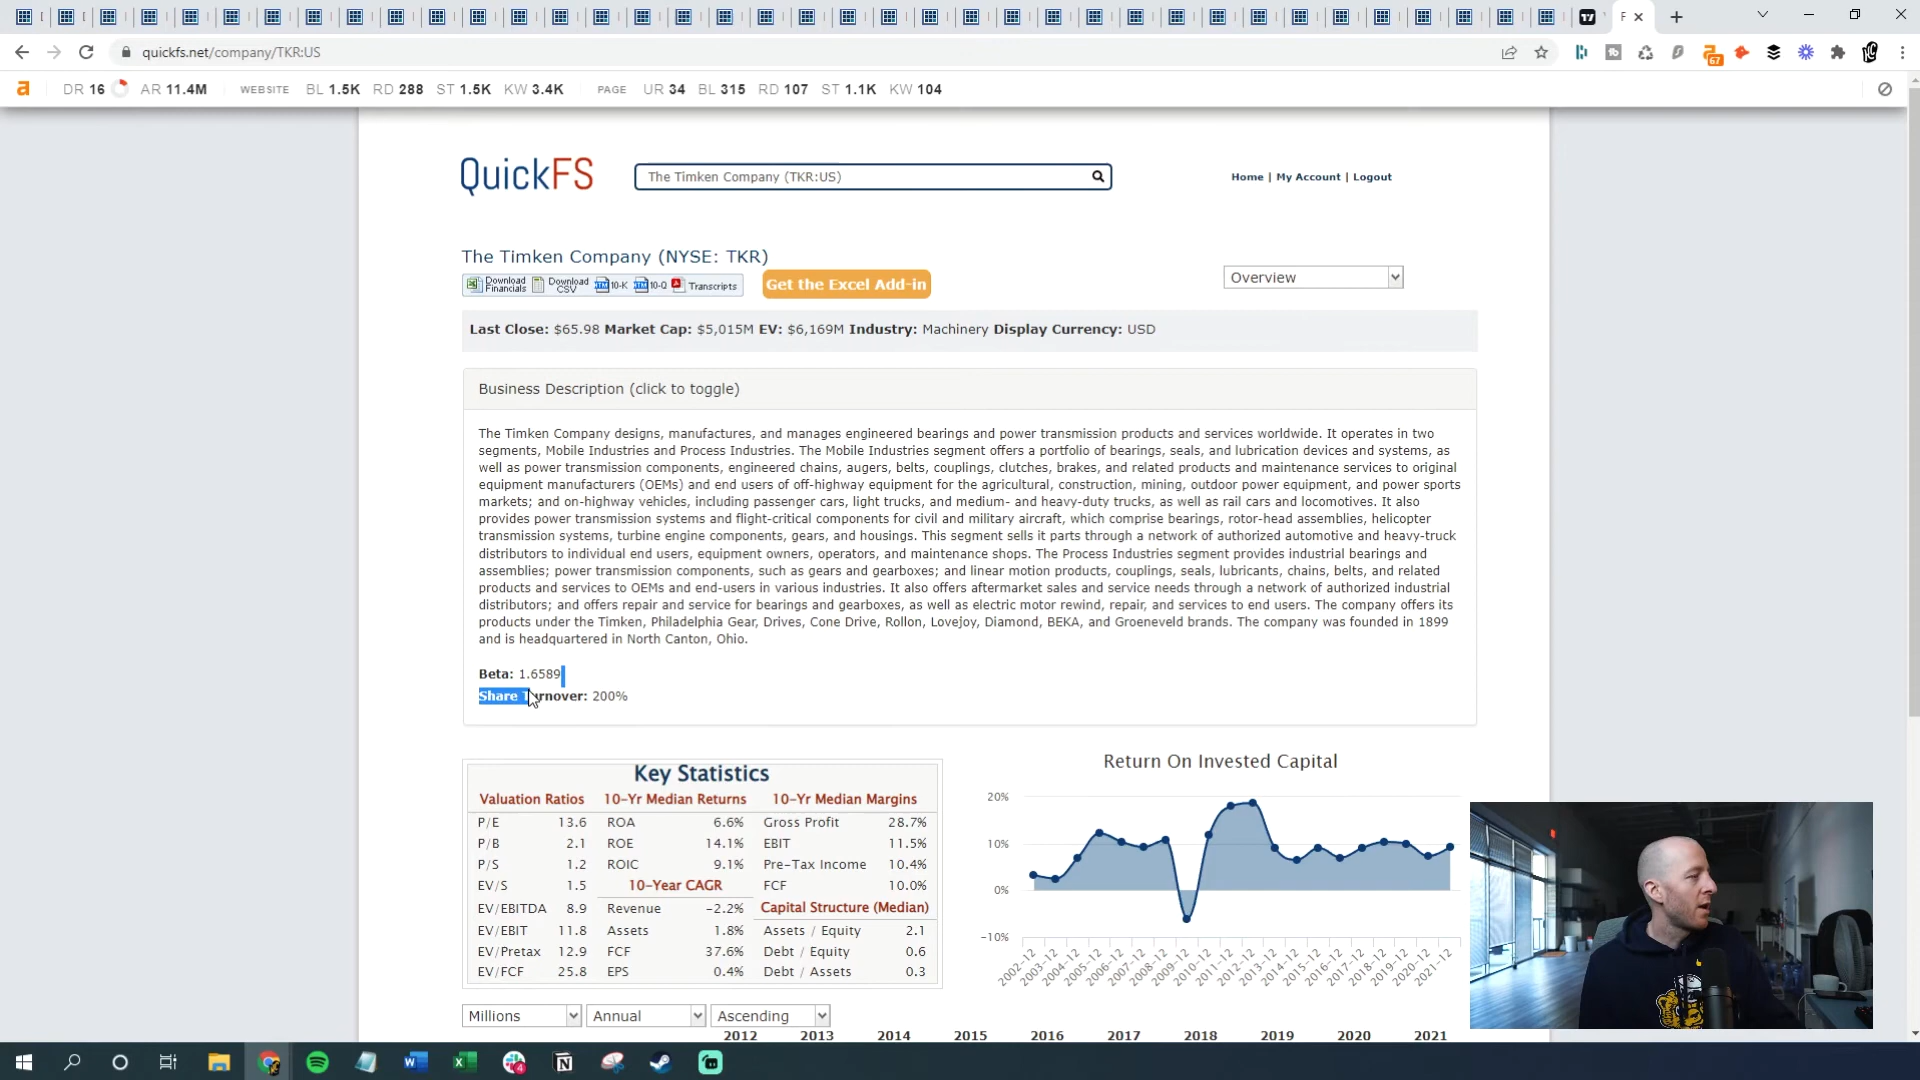 quickfs.net/company/TKR:US
67
DR 16 AR 11.4M WEBSITE BL 1.5K RD 288 ST 1.5K KW 3.4K PAGE UR 34 BL 315 RD 107 ST 1.1K KW 104
QuickFS
The Timken Company (TKR:US)
Home | My Account | Logout
The Timken Company (NYSE: TKR)
Download Financials Download CSV 10-K 10-Q Transcripts
Get the Excel Add-in
Overview
Last Close: $65.98 Market Cap: $5,015M EV: $6,169M Industry: Machinery Display Currency: USD
Business Description (click to toggle)
The Timken Company designs, manufactures, and manages engineered bearings and power transmission products and services worldwide. It operates in two
segments, Mobile Industries and Process Industries. The Mobile Industries segment offers a portfolio of bearings, seals, and lubrication devices and systems, as
well as power transmission components, engineered chains, augers, belts, couplings, clutches, brakes, and related products and maintenance services to original
equipment manufacturers (OEMs) and end users of off-highway equipment for the agricultural, construction, mining, outdoor power equipment, and power sports
markets; and on-highway vehicles, including passenger cars, light trucks, and medium- and heavy-duty trucks, as well as rail cars and locomotives. It also
provides power transmission systems and flight-critical components for civil and military aircraft, which comprise bearings, rotor-head assemblies, helicopter
transmission systems, turbine engine components, gears, and housings. This segment sells it parts through a network of authorized automotive and heavy-truck
distributors to individual end users, equipment owners, operators, and maintenance shops. The Process Industries segment provides industrial bearings and
assemblies; power transmission components, such as gears and gearboxes; and linear motion products, couplings, seals, lubricants, chains, belts, and related
products and services to OEMs and end-users in various industries. It also offers aftermarket sales and service needs through a network of authorized industrial
distributors; and offers repair and service for bearings and gearboxes, as well as electric motor rewind, repair, and services to end users. The company offers its
products under the Timken, Philadelphia Gear, Drives, Cone Drive, Rollon, Lovejoy, Diamond, BEKA, and Groeneveld brands. The company was founded in 1899
and is headquartered in North Canton, Ohio.
Beta: 1.6589
Share Turnover: 200%
Key Statistics
Valuation Ratios 10-Yr Median Returns 10-Yr Median Margins
P/E 13.6 ROA 6.6% Gross Profit 28.7%
P/B 2.1 ROE 14.1% EBIT 11.5%
P/S 1.2 ROIC 9.1% Pre-Tax Income 10.4%
EV/S 1.5 10-Year CAGR FCF 10.0%
EV/EBITDA 8.9 Revenue -2.2% Capital Structure (Median)
EV/EBIT 11.8 Assets 1.8% Assets / Equity 2.1
EV/Pretax 12.9 FCF 37.6% Debt / Equity 0.6
EV/FCF 25.8 EPS 0.4% Debt / Assets 0.3
Return On Invested Capital
20%
10%
0%
-10%
2002-12 2003-12 2004-12 2005-12 2006-12 2007-12 2008-12 2009-12 2010-12 2011-12 2012-12 2013-12 2014-12 2015-12 2016-12 2017-12 2018-12 2019-12 2020-12 2021-12
Millions Annual Ascending
2012 2013 2014 2015 2016 2017 2018 2019 2020 2021